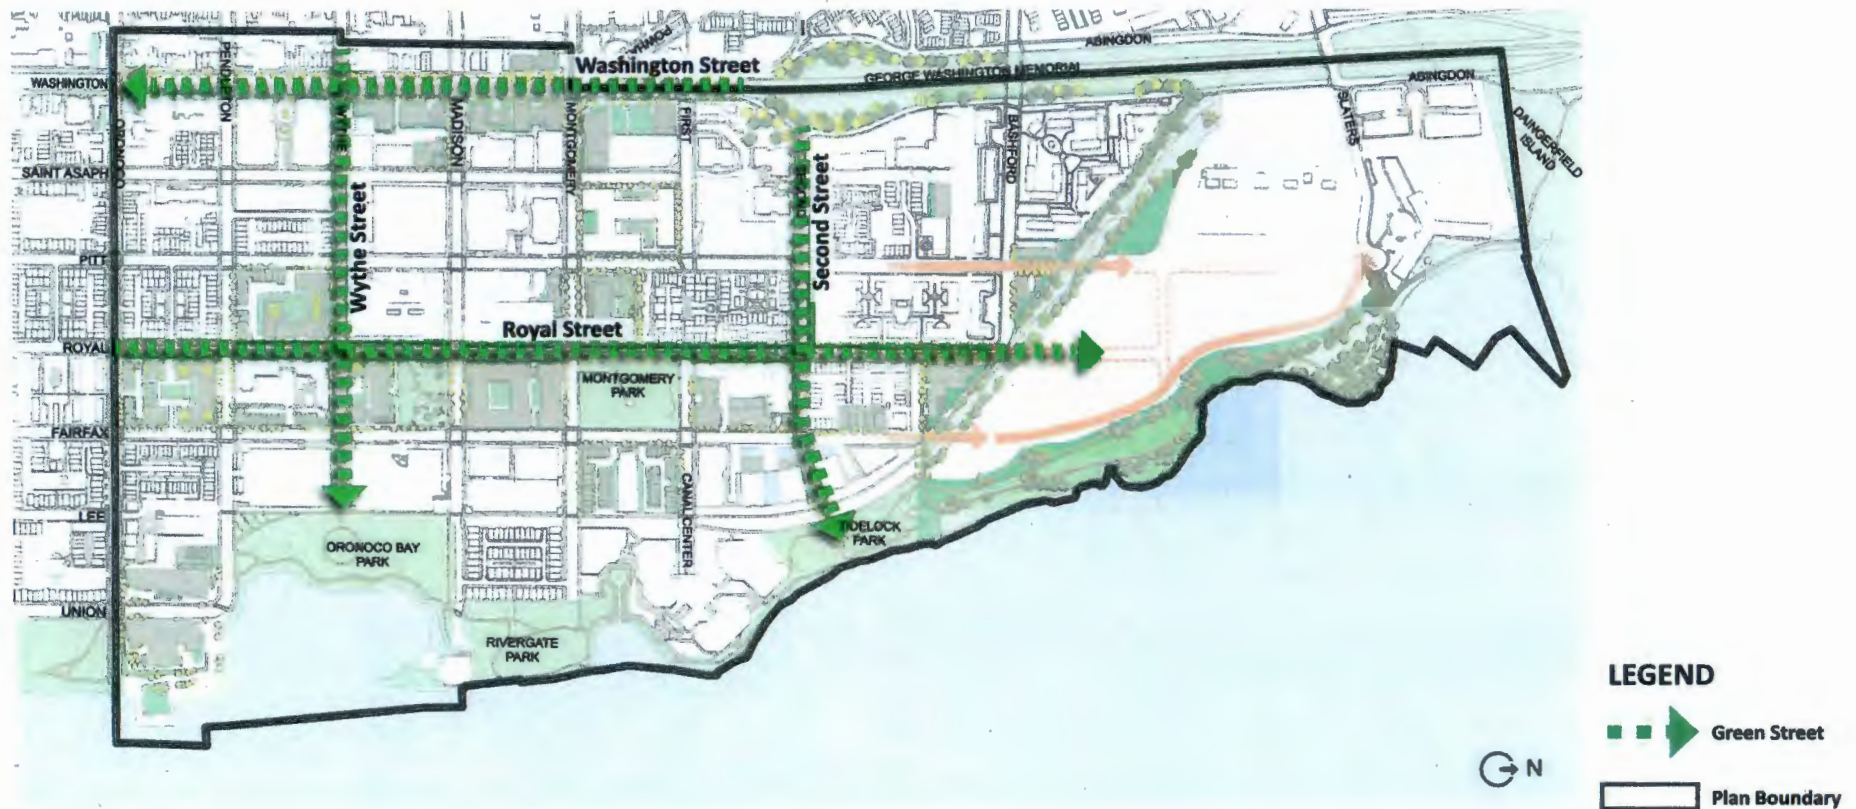 ABINGDON
Washington Street
GEORGE WASHINGTON MEMORIAL
ABINGDON
WASHINGTON
PENDLETON
ORONOCO
MADISON
MONTGOMERY
FIRST
BASHFORD
SLATERS
DAINGERFIELD
ISLAND
SAINT ASAPH
Wythe Street
Second Street
PITT
Royal Street
ROYAL
MONTGOMERY
PARK
FAIRFAX
CANAL CENTER
LEE
TIDELOCK
PARK
ORONOCO BAY
PARK
UNION
RIVERGATE
PARK
LEGEND
Green Street
N
Plan Boundary